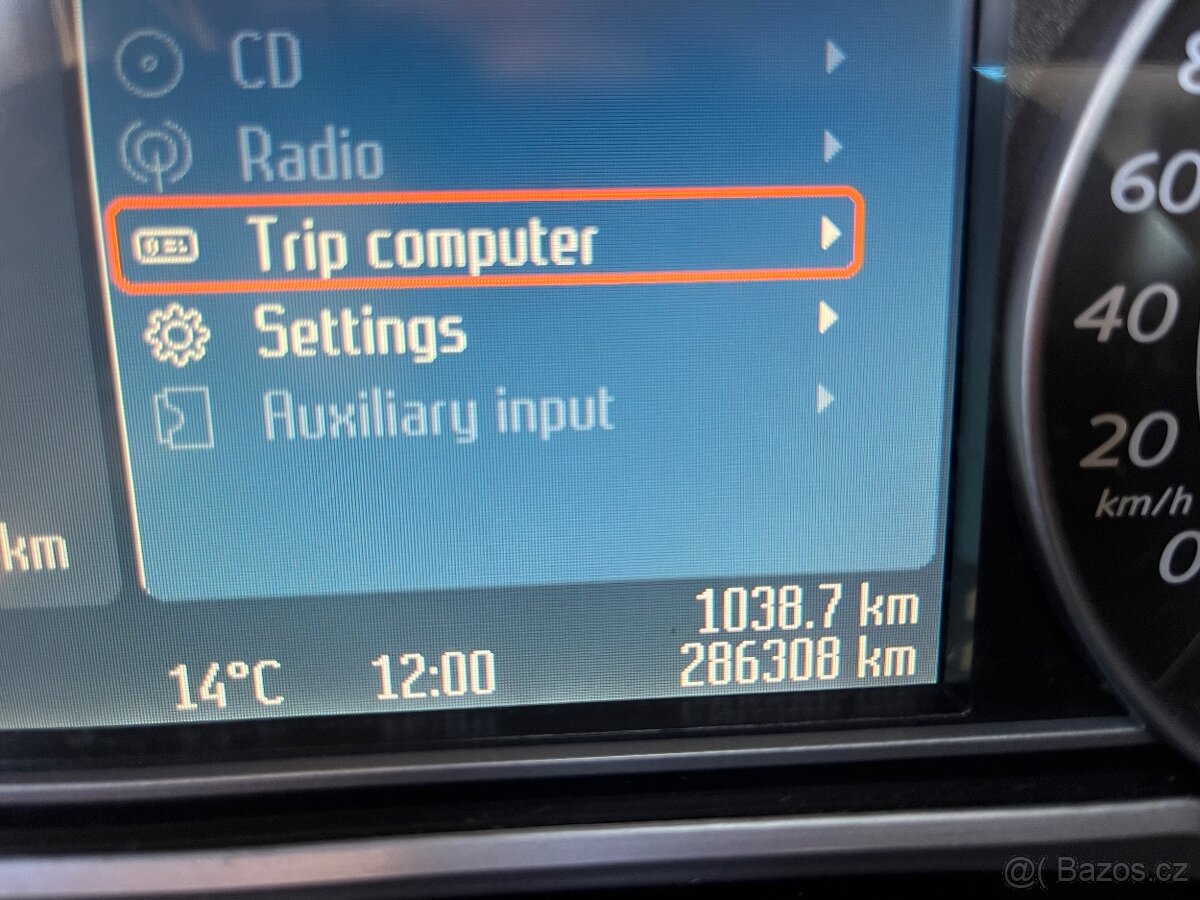 CD
Radio
Trip computer
Settings
Auxiliary input
km
1038.7 km
14°C 12:00 286308 km
60
40
20
km/h
0
@( Bazos.cz